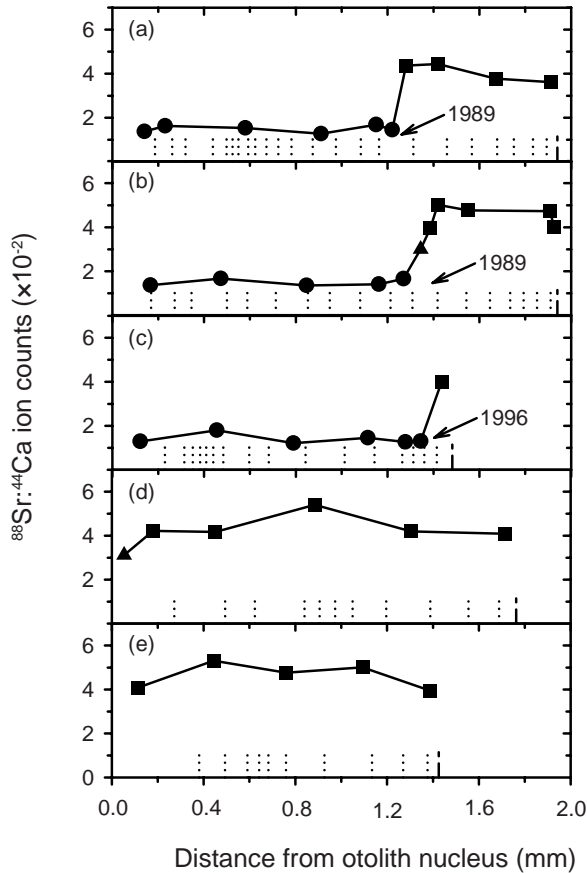 6
(a)
4
1989
2
6
(b)
4
1989
2
6
(c)
4
1996
2
6
(d)
4
2
6
(e)
4
2
0
0.0 0.4 0.8 1.2 1.6 2.0
Distance from otolith nucleus (mm)
⁸⁸Sr:⁴⁴Ca ion counts (×10⁻²)